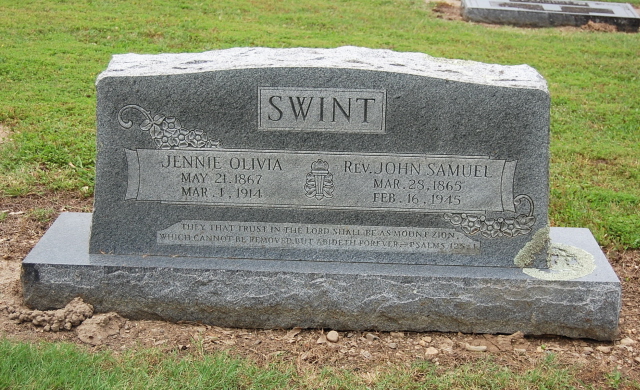 SWINT
JENNIE OLIVIA
MAY 21, 1867
MAR. 1, 1914
REV. JOHN SAMUEL
MAR. 28, 1865
FEB. 16, 1945
THEY THAT TRUST IN THE LORD SHALL BE AS MOUNT ZION,
WHICH CANNOT BE REMOVED BUT ABIDETH FOREVER. PSALMS 125-1